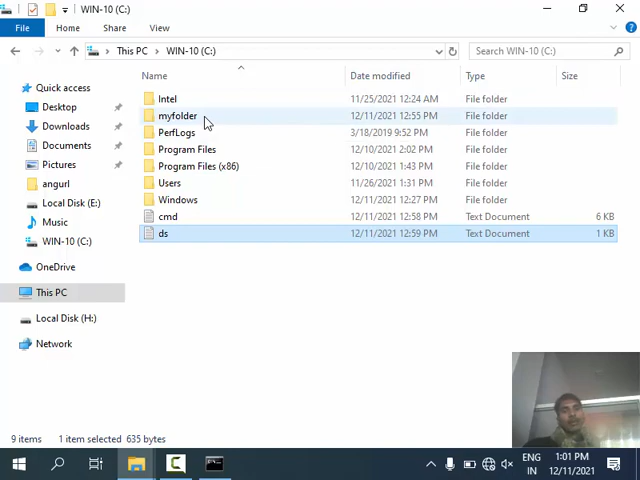 WIN-10 (C:)
File Home Share View
This PC WIN-10 (C:) Search WIN-10 (C:)
Name Date modified Type Size
Quick access
Desktop
Downloads
Documents
Pictures
angurl
Local Disk (E:)
Music
WIN-10 (C:)
OneDrive
This PC
Local Disk (H:)
Network
Intel 11/25/2021 12:24 AM File folder
myfolder 12/11/2021 12:55 PM File folder
PerfLogs 3/18/2019 9:52 PM File folder
Program Files 12/10/2021 2:02 PM File folder
Program Files (x86) 12/10/2021 1:43 PM File folder
Users 11/26/2021 1:31 PM File folder
Windows 12/11/2021 12:27 PM File folder
cmd 12/11/2021 12:58 PM Text Document 6 KB
ds 12/11/2021 12:59 PM Text Document 1 KB
9 items 1 item selected 635 bytes
ENG
IN
1:01 PM
12/11/2021